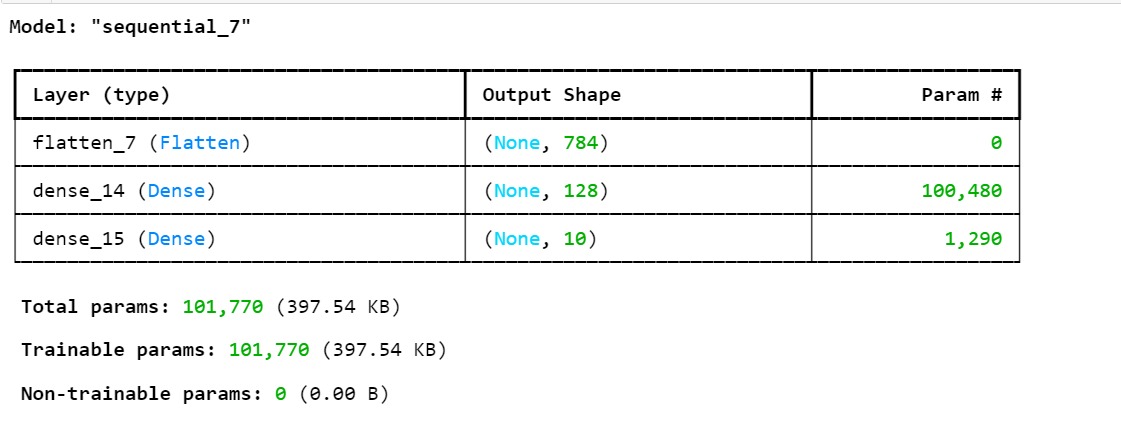 Model: "sequential_7"
Layer (type) Output Shape Param #
flatten_7 (Flatten) (None, 784) 0
dense_14 (Dense) (None, 128) 100,480
dense_15 (Dense) (None, 10) 1,290
Total params: 101,770 (397.54 KB)
Trainable params: 101,770 (397.54 KB)
Non-trainable params: 0 (0.00 B)